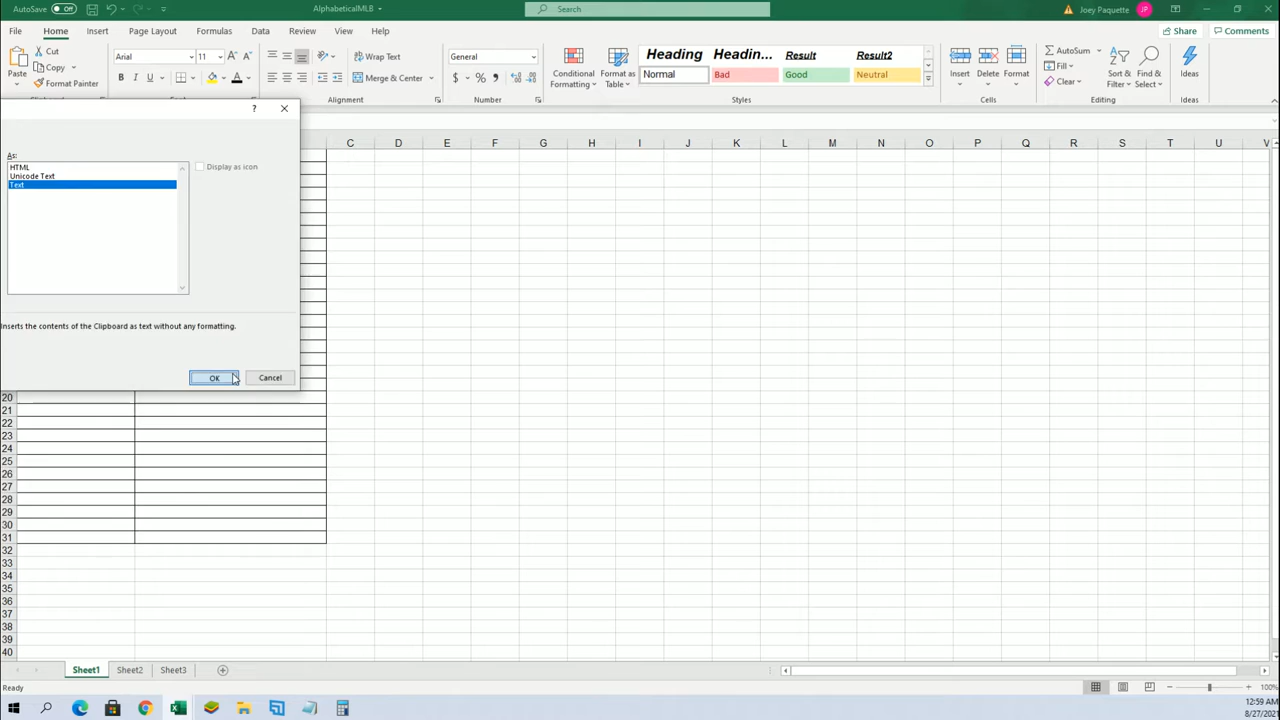 AutoSave Off AlphabeticalMLB Search Joey Paquette JP
File Home Insert Page Layout Formulas Data Review View Help Share Comments
Cut Arial 11 A A Wrap Text General Heading Headin... Result Result2 AutoSum
Copy Fill
Paste Format Painter B I U A Merge & Center $ % 9 Conditional Formatting Format as Table Normal Bad Good Neutral Insert Delete Format Clear Sort & Filter Find & Select Ideas
Alignment Number Styles Cells Editing Ideas
? ×
C D E F G H I J K L M N O P Q R S T U V
As:
HTML
Unicode Text
Text
Display as icon
Inserts the contents of the Clipboard as text without any formatting.
OK Cancel
20
21
22
23
24
25
26
27
28
29
30
31
32
33
34
35
36
37
38
39
40
Sheet1 Sheet2 Sheet3
Ready 100%
12:59 AM
8/27/2021